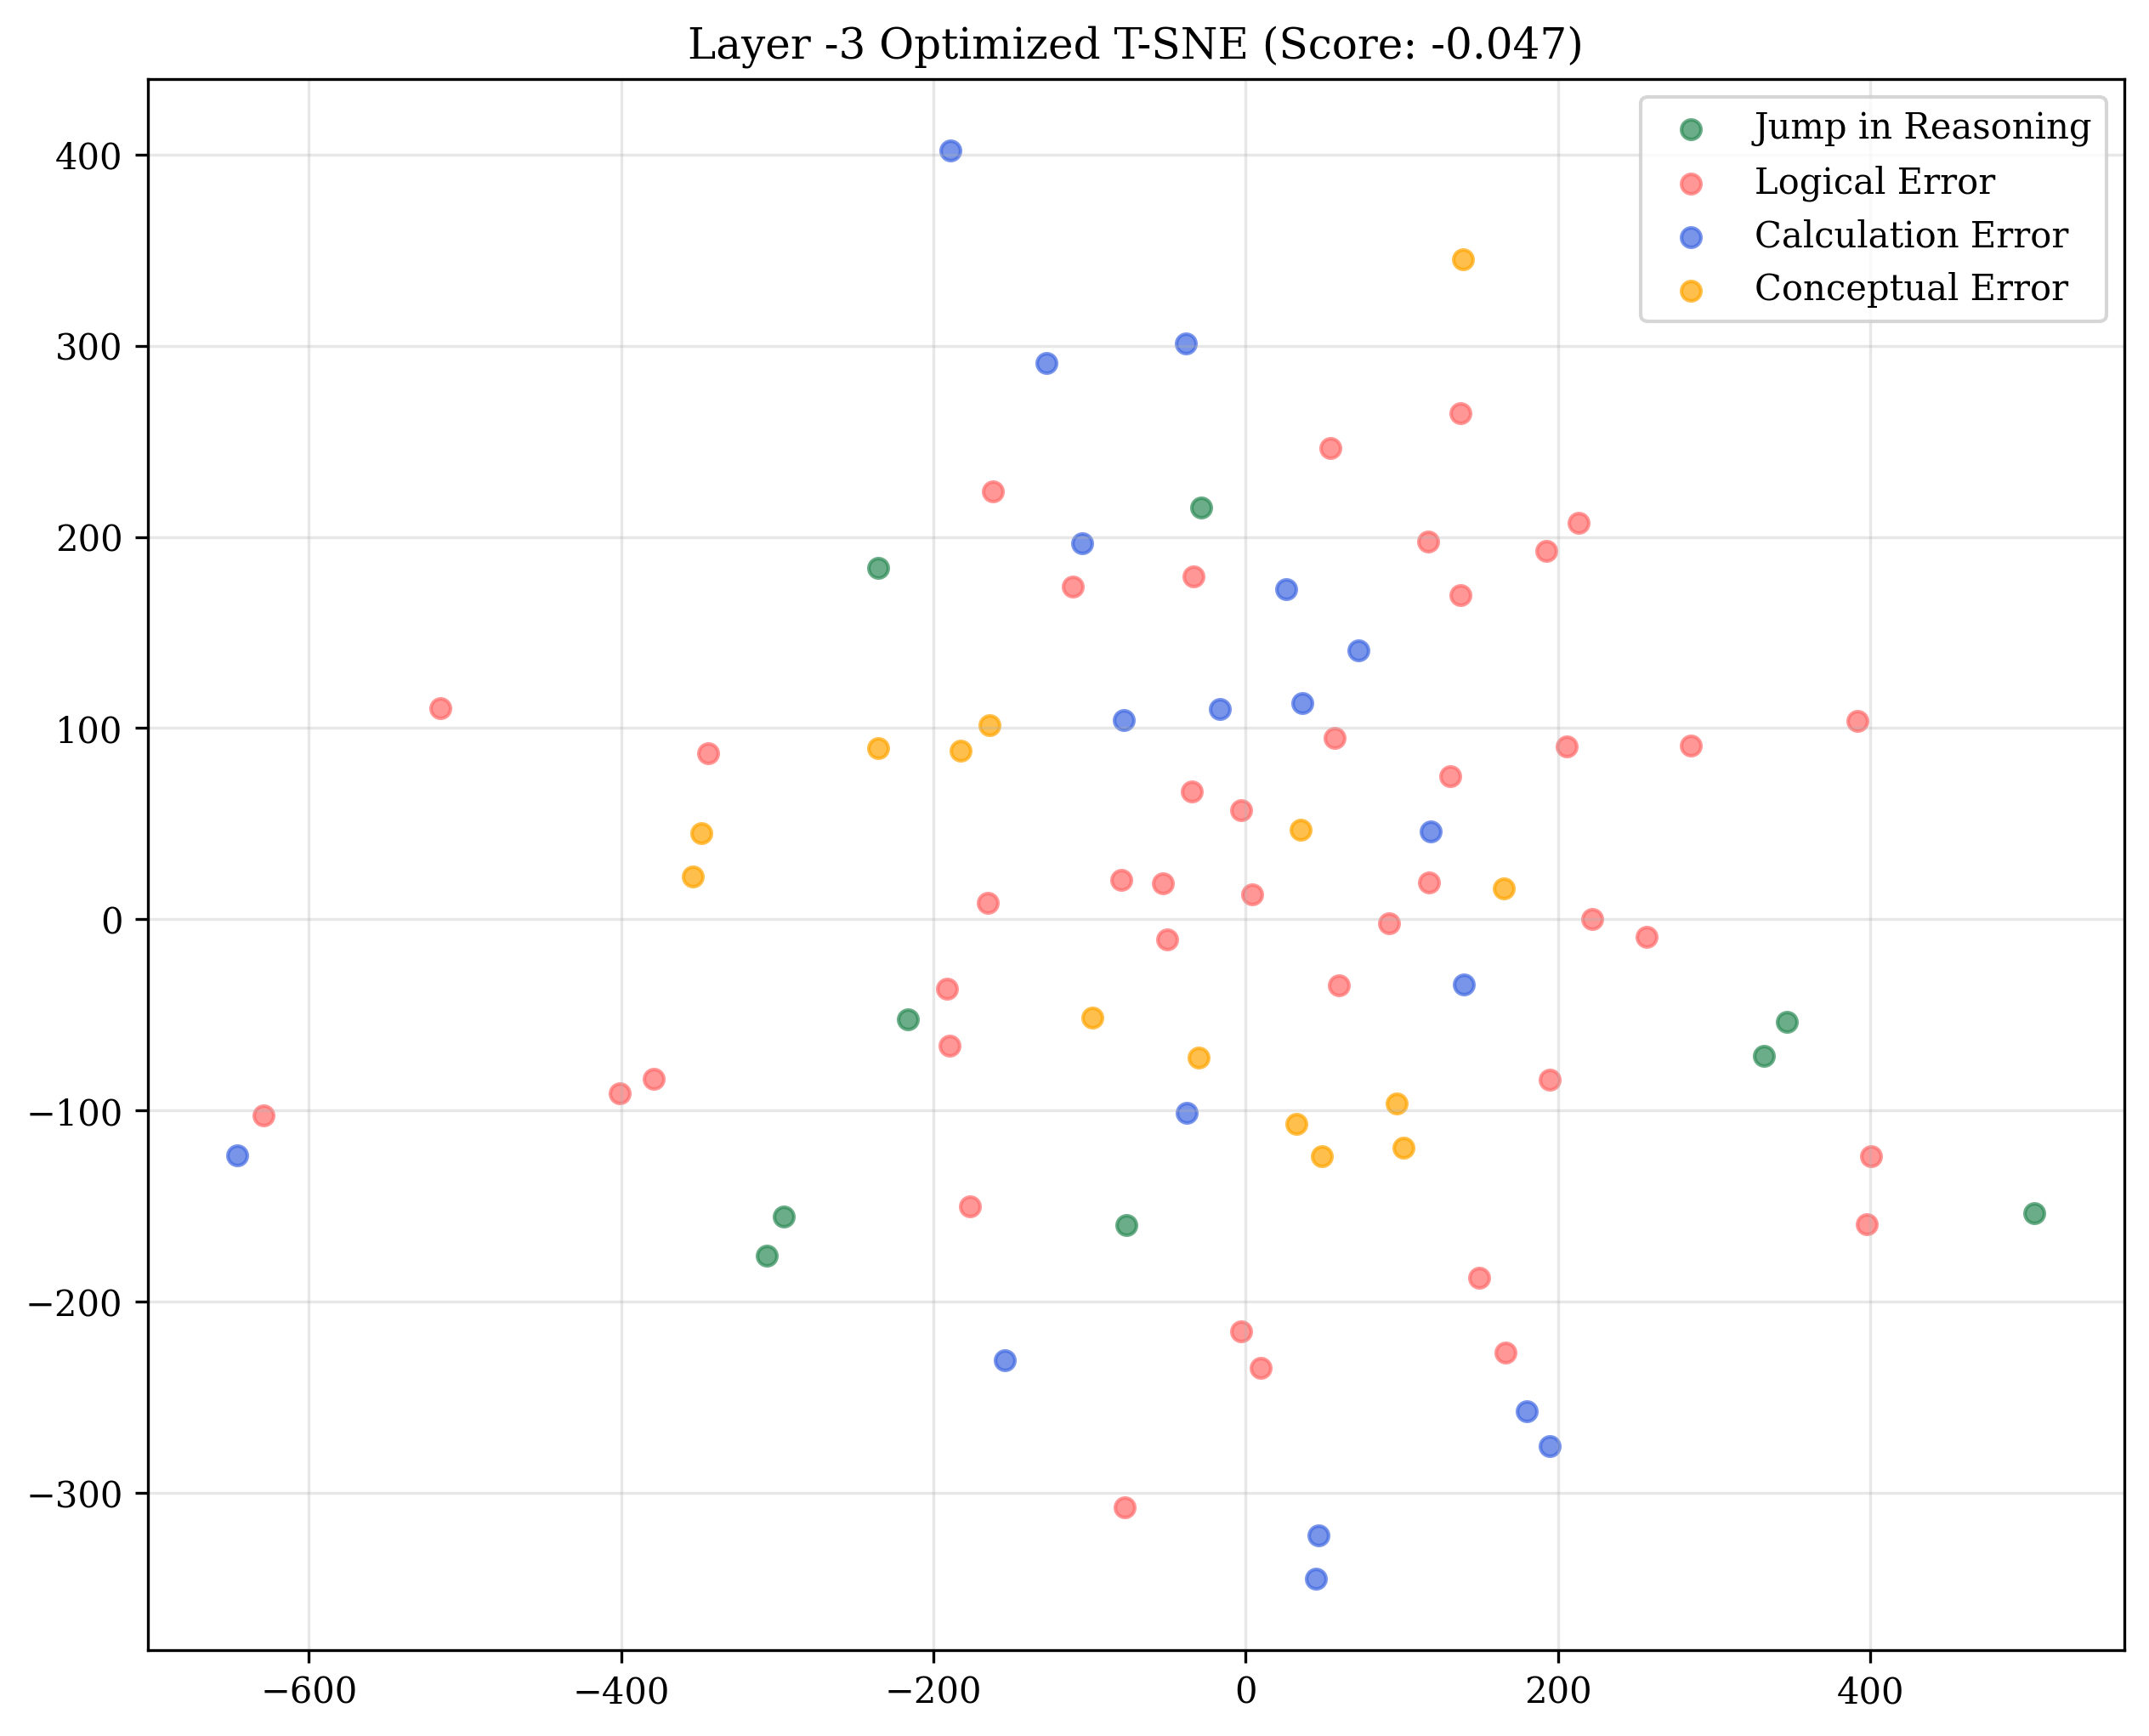 Layer -3 Optimized T-SNE (Score: -0.047)
Jump in Reasoning
Logical Error
Calculation Error
Conceptual Error
400
300
200
100
0
−100
−200
−300
−600
−400
−200
0
200
400